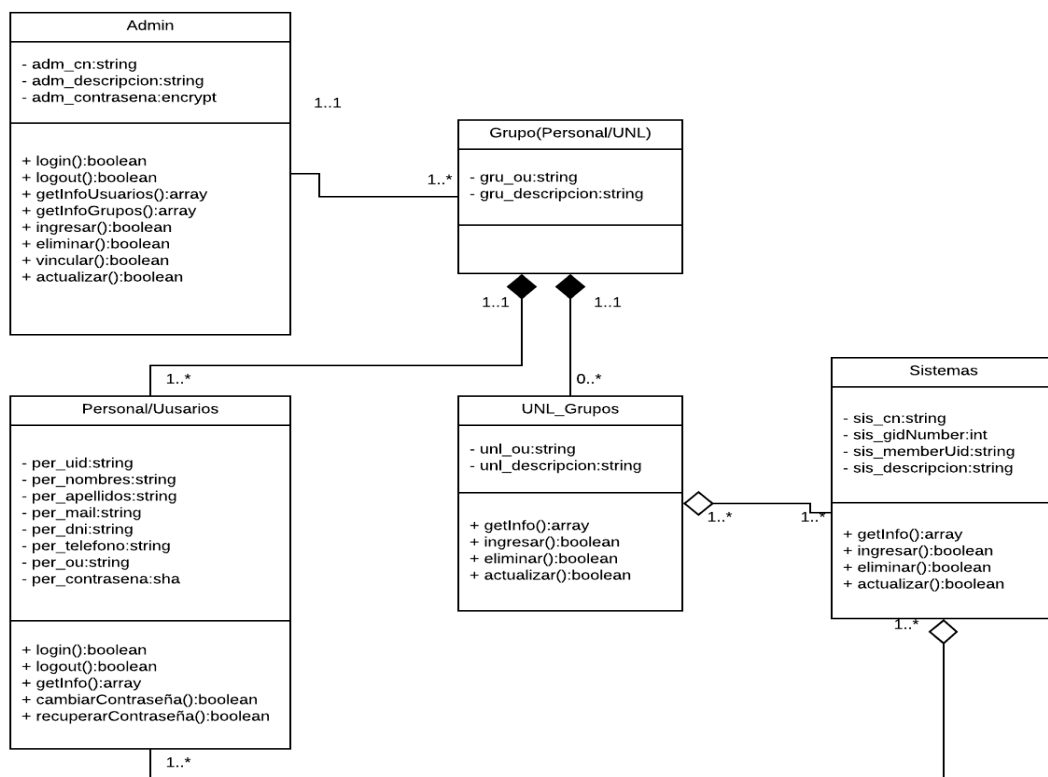 Admin
- adm_cn:string
- adm_descripcion:string
- adm_contrasena:encrypt
+ login():boolean
+ logout():boolean
+ getInfoUsuarios():array
+ getInfoGrupos():array
+ ingresar():boolean
+ eliminar():boolean
+ vincular():boolean
+ actualizar():boolean
1..1
1..*
Grupo(Personal/UNL)
- gru_ou:string
- gru_descripcion:string
1..1
1..1
1..*
0..*
Personal/Uusarios
- per_uid:string
- per_nombres:string
- per_apellidos:string
- per_mail:string
- per_dni:string
- per_telefono:string
- per_ou:string
- per_contrasena:sha
+ login():boolean
+ logout():boolean
+ getInfo():array
+ cambiarContraseña():boolean
+ recuperarContraseña():boolean
1..*
UNL_Grupos
- unl_ou:string
- unl_descripcion:string
+ getInfo():array
+ ingresar():boolean
+ eliminar():boolean
+ actualizar():boolean
1..*
1..*
Sistemas
- sis_cn:string
- sis_gidNumber:int
- sis_memberUid:string
- sis_descripcion:string
+ getInfo():array
+ ingresar():boolean
+ eliminar():boolean
+ actualizar():boolean
1..*